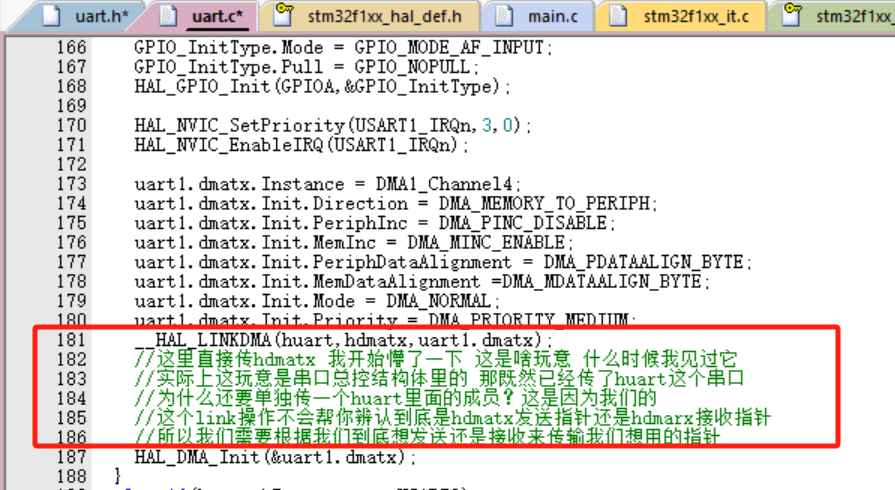 uart.h* uart.c* stm32f1xx_hal_def.h main.c stm32f1xx_it.c stm32f1xx_
166 GPIO_InitType.Mode = GPIO_MODE_AF_INPUT;
167 GPIO_InitType.Pull = GPIO_NOPULL;
168 HAL_GPIO_Init(GPIOA,&GPIO_InitType);
169
170 HAL_NVIC_SetPriority(USART1_IRQn,3,0);
171 HAL_NVIC_EnableIRQ(USART1_IRQn);
172
173 uart1.dmatx.Instance = DMA1_Channel4;
174 uart1.dmatx.Init.Direction = DMA_MEMORY_TO_PERIPH;
175 uart1.dmatx.Init.PeriphInc = DMA_PINC_DISABLE;
176 uart1.dmatx.Init.MemInc = DMA_MINC_ENABLE;
177 uart1.dmatx.Init.PeriphDataAlignment = DMA_PDATAALIGN_BYTE;
178 uart1.dmatx.Init.MemDataAlignment =DMA_MDATAALIGN_BYTE;
179 uart1.dmatx.Init.Mode = DMA_NORMAL;
180 uart1.dmatx.Init.Priority = DMA_PRIORITY_MEDIUM;
181 __HAL_LINKDMA(huart,hdmatx,uart1.dmatx);
182 //这里直接传hdmatx 我开始懵了一下 这是啥玩意 什么时候我见过它
183 //实际上这玩意是串口总控结构体里的 那既然已经传了huart这个串口
184 //为什么还要单独传一个huart里面的成员？这是因为我们的
185 //这个link操作不会帮你辨认到底是hdmatx发送指针还是hdmarx接收指针
186 //所以我们需要根据我们到底想发送还是接收来传输我们想用的指针
187 HAL_DMA_Init(&uart1.dmatx);
188 }